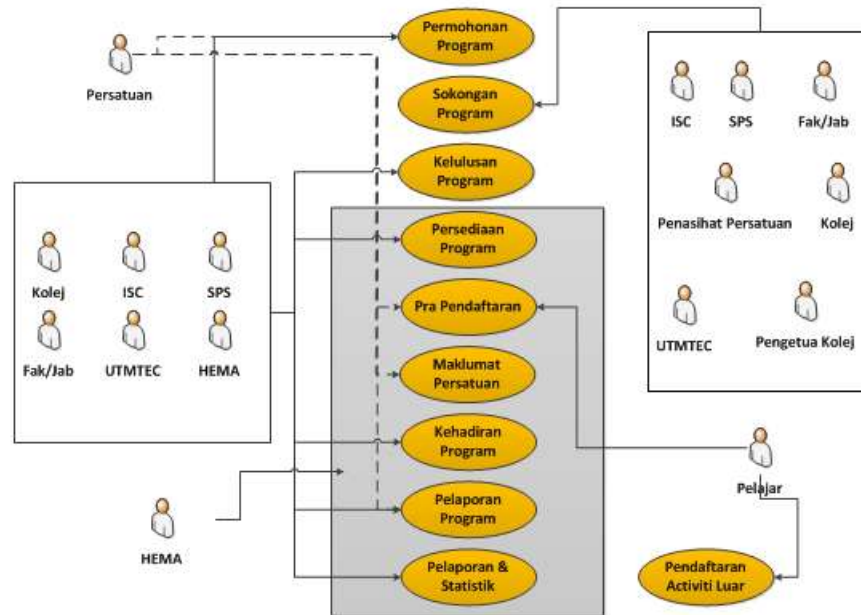 Persatuan
Permohonan
Program
Sokongan
Program
Kelulusan
Program
Persediaan
Program
Pra Pendaftaran
Maklumat
Persatuan
Kehadiran
Program
Pelaporan
Program
Pelaporan &
Statistik
Kolej
ISC
SPS
Fak/Jab
UTMTEC
HEMA
HEMA
ISC
SPS
Fak/Jab
Penasihat Persatuan
Kolej
UTMTEC
Pengetua Kolej
Pelajar
Pendaftaran
Activiti Luar